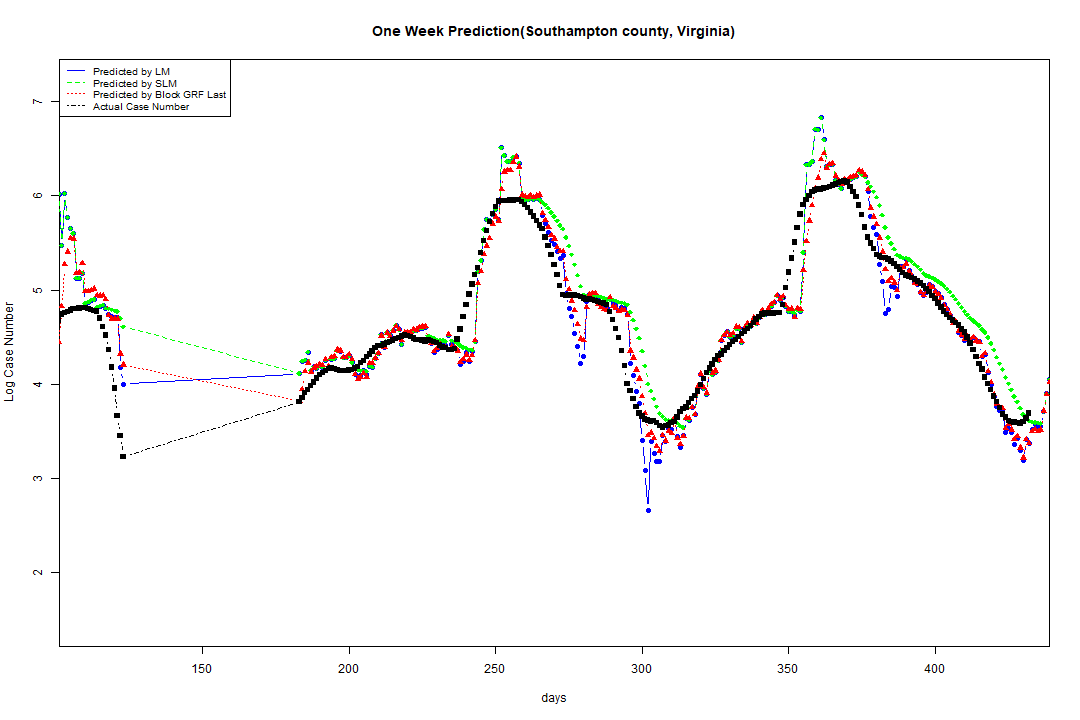 One Week Prediction(Southampton county, Virginia)
Predicted by LM
Predicted by SLM
Predicted by Block GRF Last
Actual Case Number
7
6
5
4
3
2
Log Case Number
150 200 250 300 350 400
days